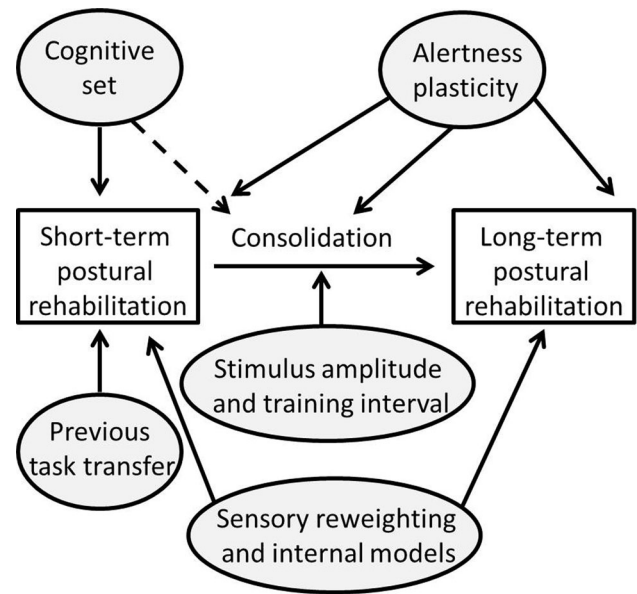 Cognitive
set
Alertness
plasticity
Short-term
postural
rehabilitation
Consolidation
Long-term
postural
rehabilitation
Stimulus amplitude
and training interval
Previous
task transfer
Sensory reweighting
and internal models